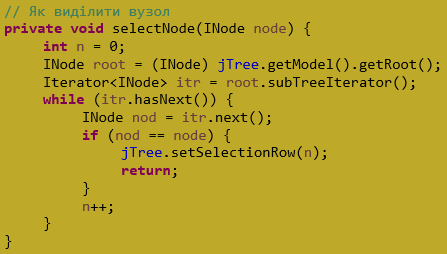 // Як виділити вузол
private void selectNode(INode node) {
    int n = 0;
    INode root = (INode) jTree.getModel().getRoot();
    Iterator<INode> itr = root.subTreeIterator();
    while (itr.hasNext()) {
        INode nod = itr.next();
        if (nod == node) {
            jTree.setSelectionRow(n);
            return;
        }
        n++;
    }
}